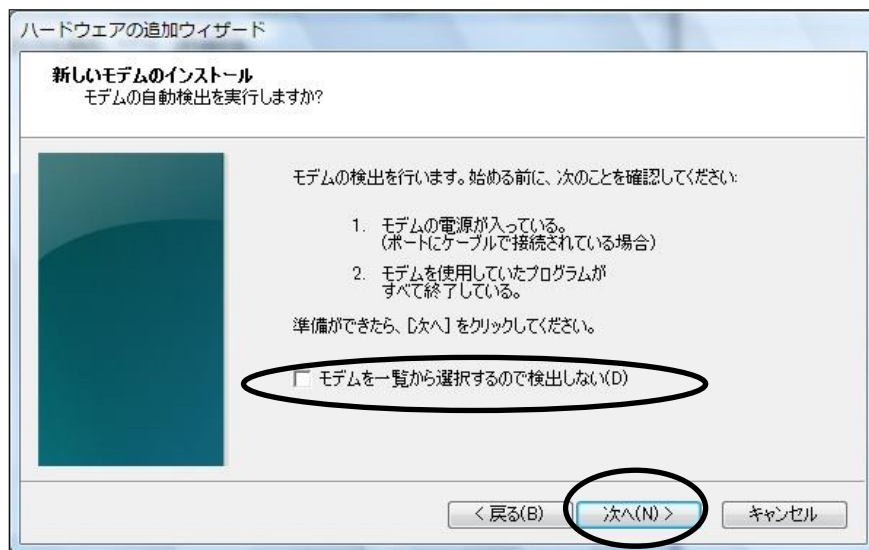 ハードウェアの追加ウィザード
新しいモデムのインストール
モデムの自動検出を実行しますか?
モデムの検出を行います。始める前に、次のことを確認してください:
1. モデムの電源が入っている。
(ポートにケーブルで接続されている場合)
2. モデムを使用していたプログラムが
すべて終了している。
準備ができたら、[次へ] をクリックしてください。
モデムを一覧から選択するので検出しない(D)
< 戻る(B) 次へ(N) > キャンセル